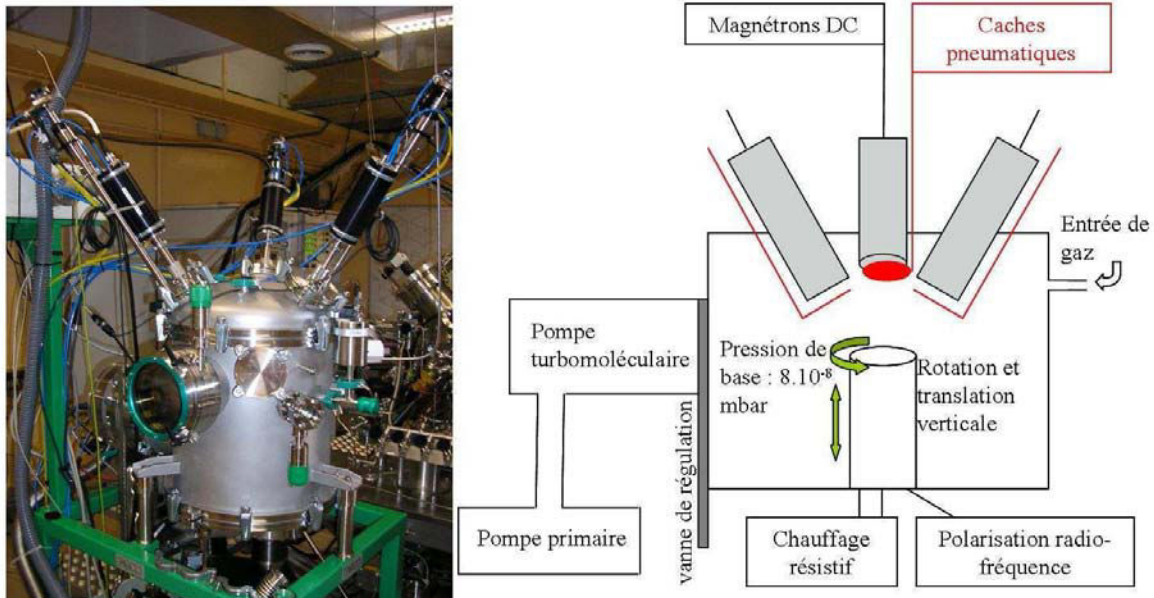 Magnétrons DC
Caches
pneumatiques
Entrée de
gaz
Pompe
turbomoléculaire
Pression de
base : 8.10-8
mbar
Rotation et
translation
verticale
vanne de régulation
Pompe primaire
Chauffage
résistif
Polarisation radio-
fréquence